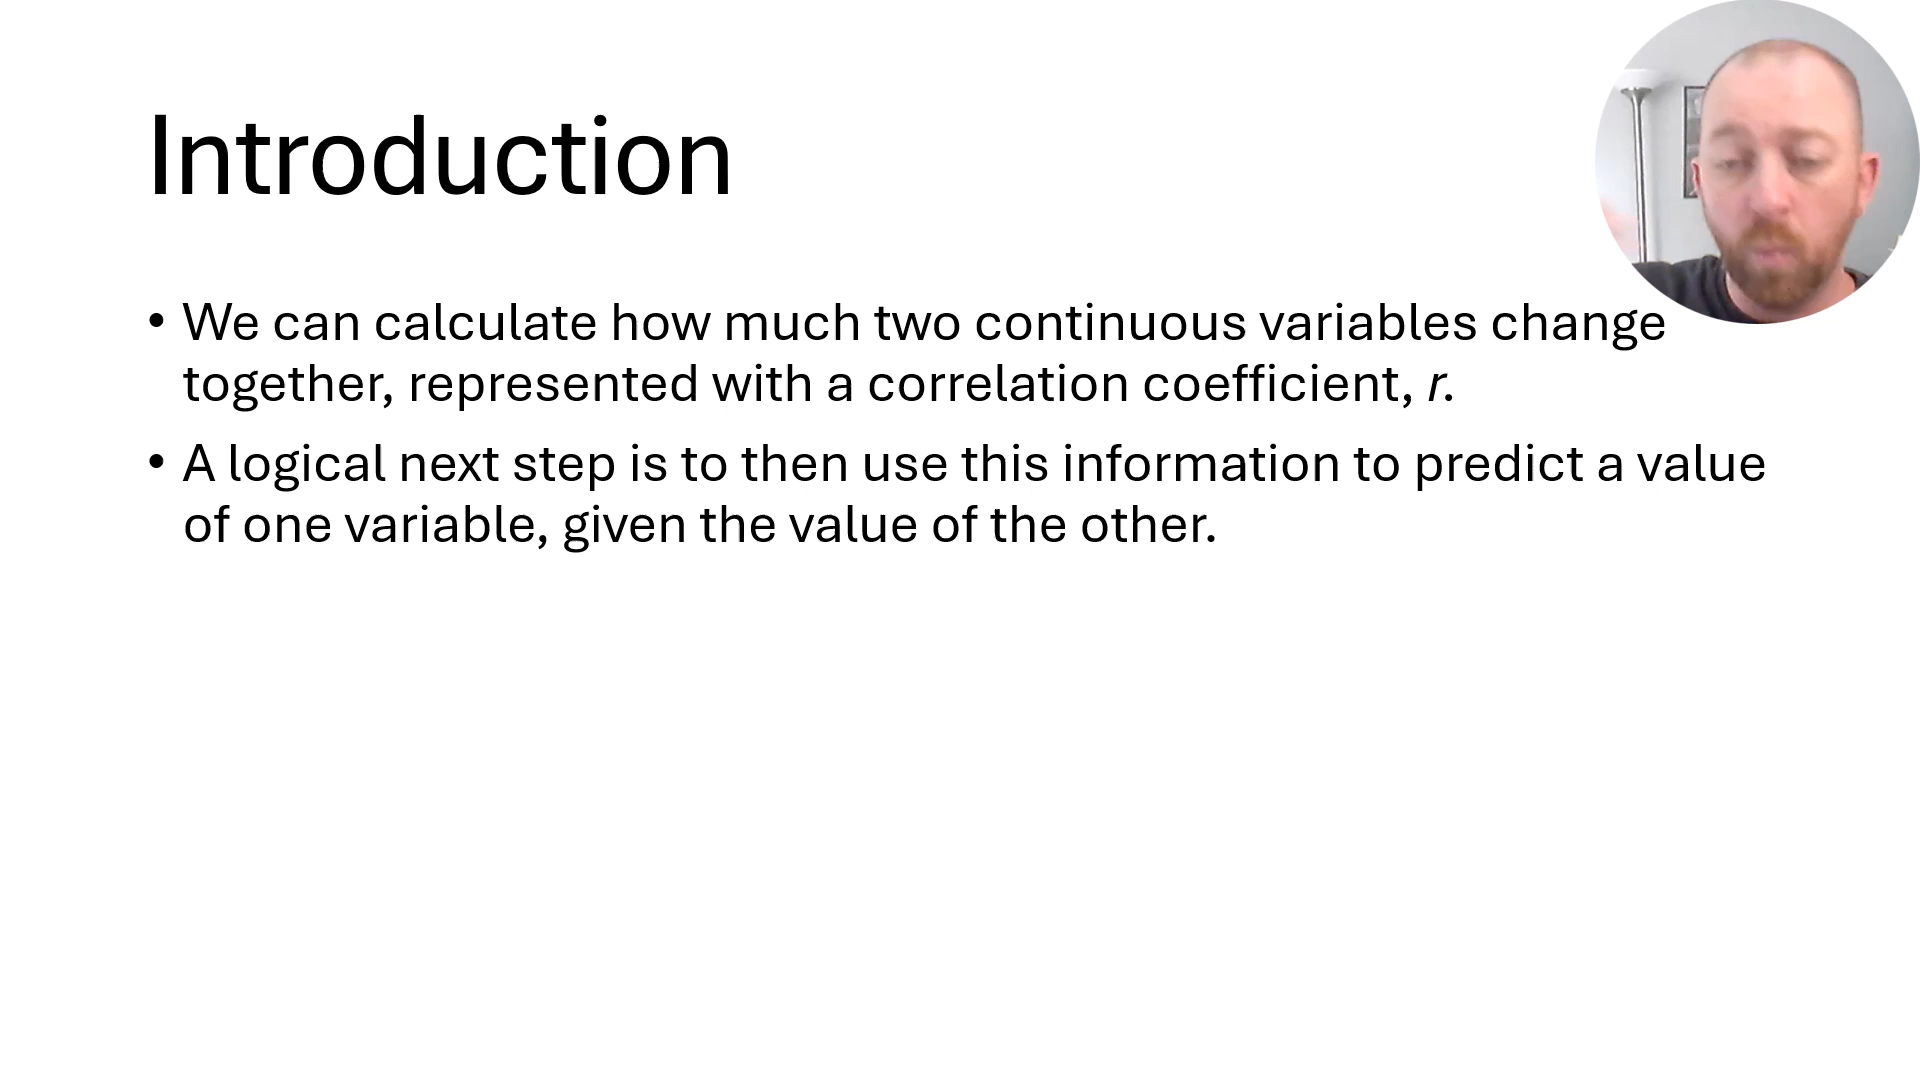 Introduction
• We can calculate how much two continuous variables change
together, represented with a correlation coefficient, r.
• A logical next step is to then use this information to predict a value
of one variable, given the value of the other.